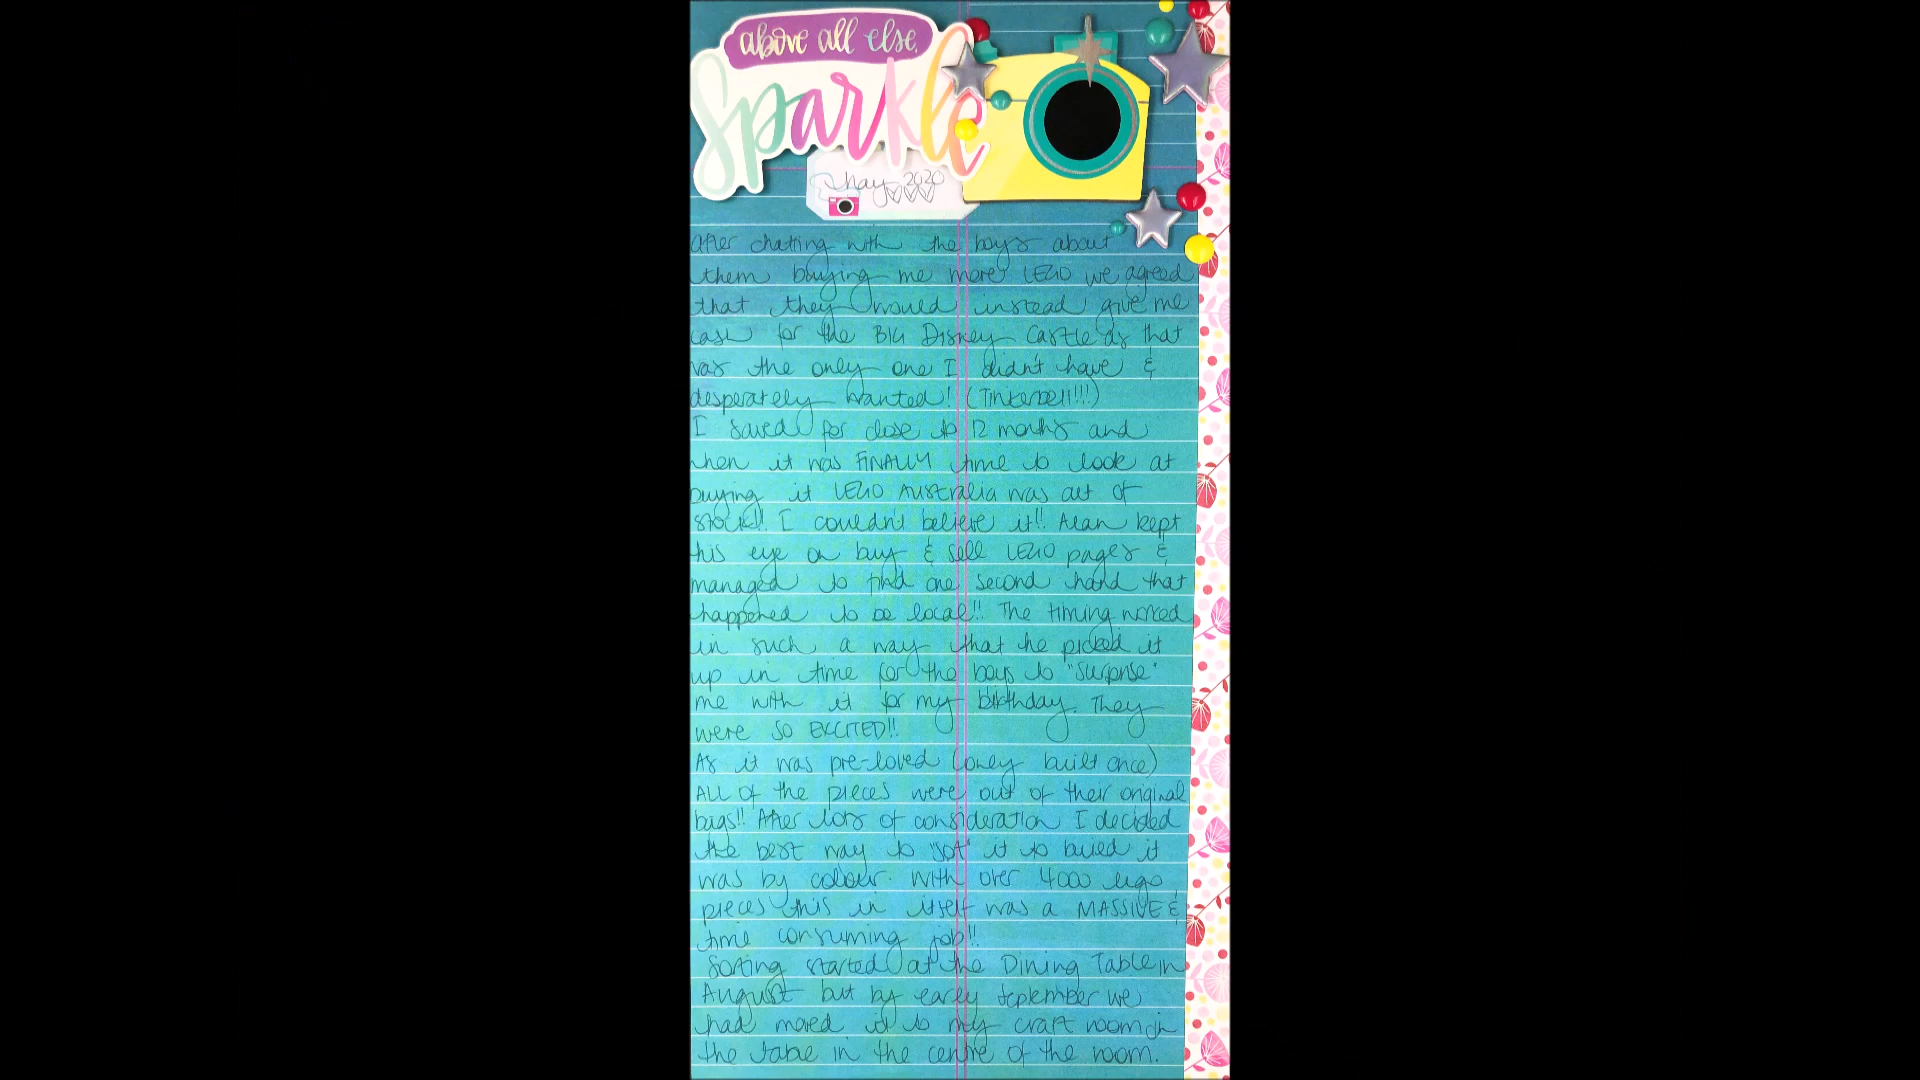 above all else,
sparkle
May 2020
After chatting with the boys about
them buying me more LEGO we agreed
that they would instead give me
cash for the BIG Disney Castle as that
was the only one I didn't have &
desperately wanted! (Tinkerbell!!!)
I saved for close to 12 months and
when it was FINALLY time to look at
buying it LEGO Australia was out of
stock!! I couldn't believe it!! Alan kept
his eye on buy & sell LEGO pages &
managed to find one second hand that
happened to be local!! The timing worked
in such a way that he picked it
up in time for the boys to "surprise"
me with it for my birthday. They
were SO EXCITED!!
As it was pre-loved (only built once)
ALL of the pieces were out of their original
bags!! After lots of consideration I decided
the best way to "sort" it to build it
was by colour. With over 4000 lego
pieces this in itself was a MASSIVE &
time consuming job!!
Sorting started at the Dining Table in
August but by early September we
had moved it to my craft room on
the table in the centre of the room.